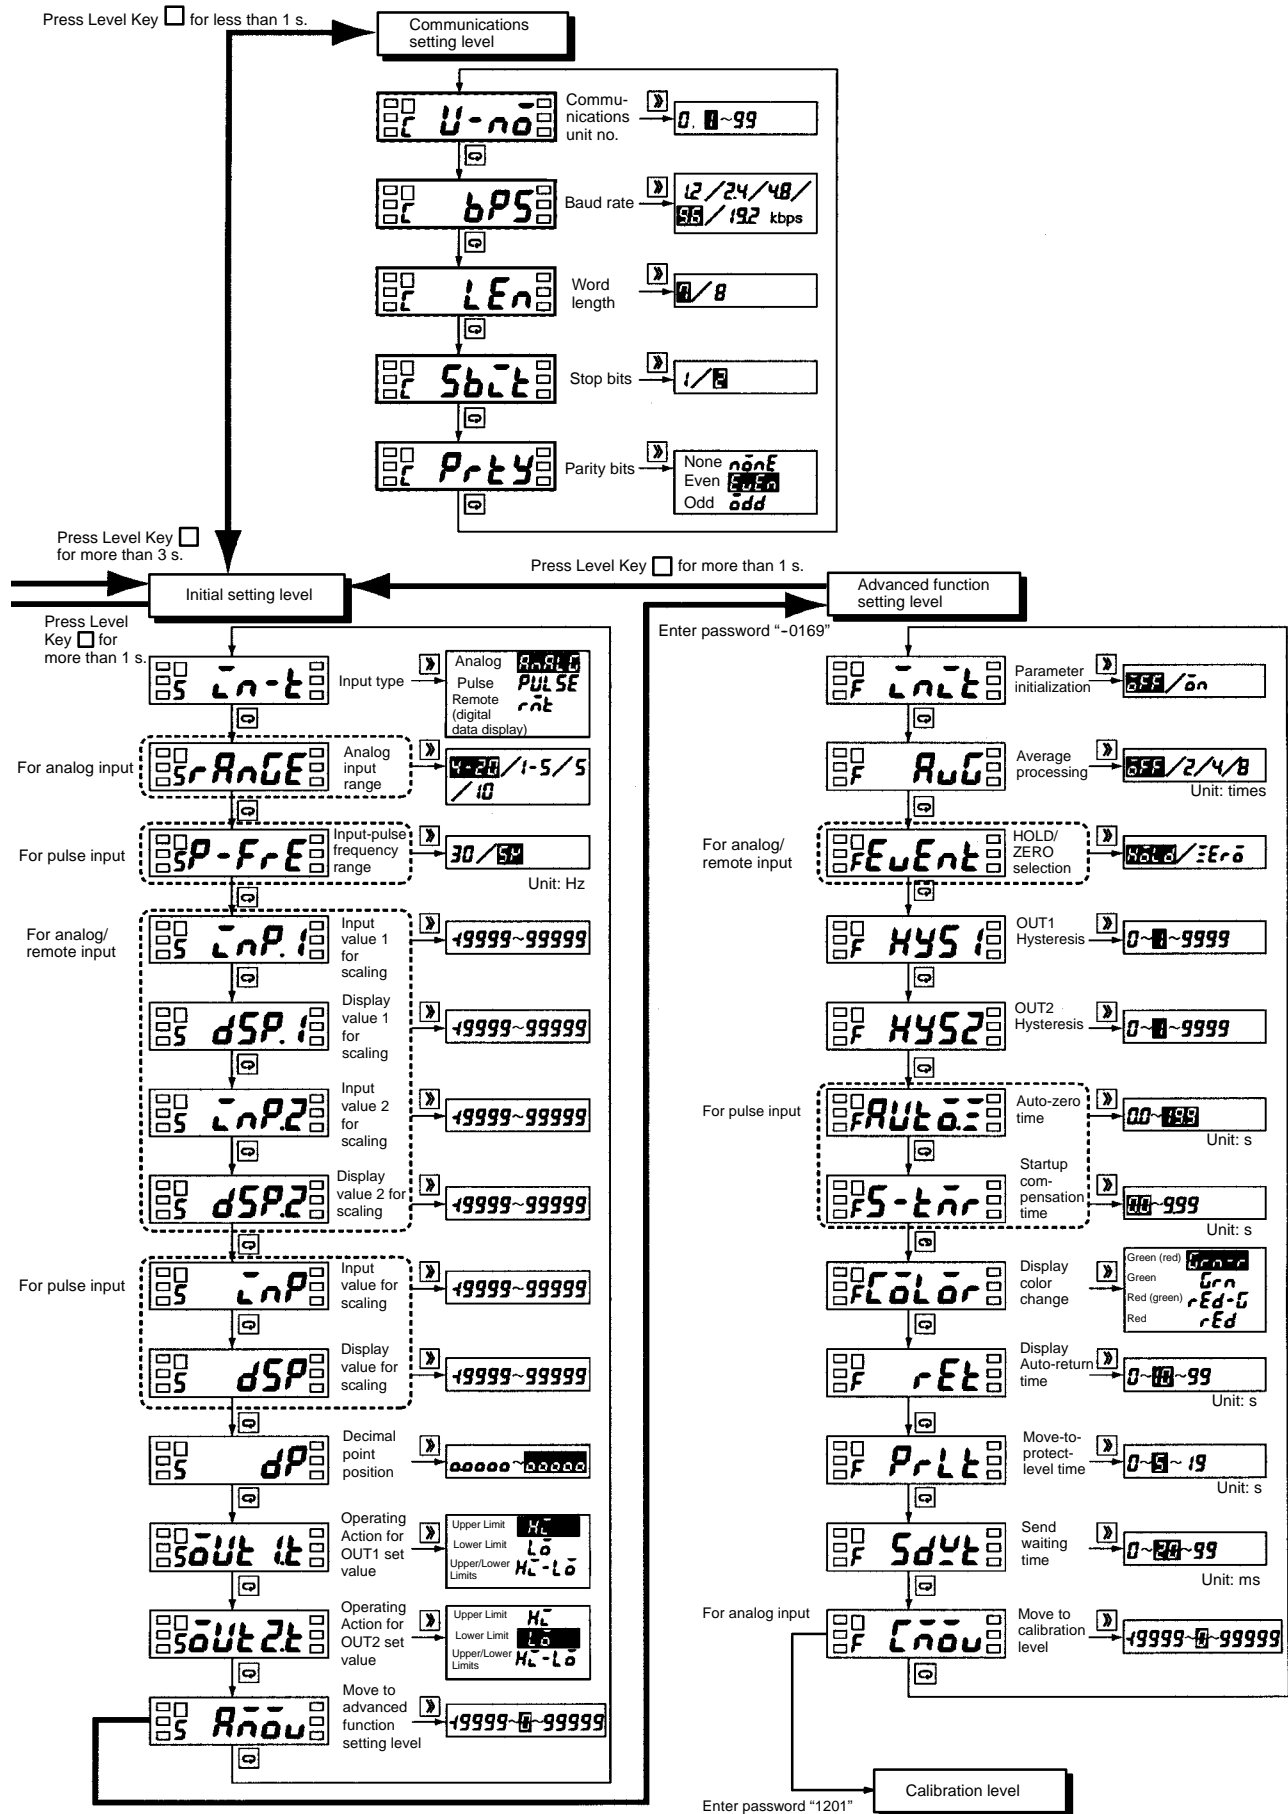 Press Level Key for less than 1 s.
Communications
setting level
C U-no
Commu-
nications
unit no.
0, 1~99
C bPS
Baud rate
1.2/2.4/4.8/
9.6/19.2 kbps
C LEn
Word
length
/8
C Sbit
Stop bits
1/2
C PrtY
Parity bits
None nonE
Even EvEn
Odd odd
Press Level Key
for more than 3 s.
Initial setting level
Press Level
Key for
more than 1 s.
Press Level Key for more than 1 s.
Advanced function
setting level
Enter password “-0169”
S in-t
Input type
Analog AnALG
Pulse PULSE
Remote rmt
(digital
data display)
For analog input
S rAnGE
Analog
input
range
4-20/1-5/5
/10
For pulse input
S P-FrE
Input-pulse
frequency
range
30/5K
Unit: Hz
For analog/
remote input
S inP.1
Input
value 1
for
scaling
-19999~99999
S dSP.1
Display
value 1
for
scaling
-19999~99999
S inP.2
Input
value 2
for
scaling
-19999~99999
S dSP.2
Display
value 2 for
scaling
-19999~99999
For pulse input
S inP
Input
value for
scaling
-19999~99999
S dSP
Display
value for
scaling
-19999~99999
S dP
Decimal
point
position
0.0000~00000
S oUt1.t
Operating
Action for
OUT1 set
value
Upper Limit Hi
Lower Limit Lo
Upper/Lower
Limits Hi-Lo
S oUt2.t
Operating
Action for
OUT2 set
value
Upper Limit Hi
Lower Limit Lo
Upper/Lower
Limits Hi-Lo
S Amov
Move to
advanced
function
setting level
-19999~0~99999
F init
Parameter
initialization
oFF/on
F AvG
Average
processing
oFF/2/4/8
Unit: times
For analog/
remote input
F EvEnt
HOLD/
ZERO
selection
HoLd/ZEro
F HYS1
OUT1
Hysteresis
0~1~9999
F HYS2
OUT2
Hysteresis
0~1~9999
For pulse input
F AUto.Z
Auto-zero
time
0.0~19.9
Unit: s
F S-tmr
Startup
com-
pensation
time
0.0~99.9
Unit: s
F CoLor
Display
color
change
Green (red) Grn-r
Green Grn
Red (green) rEd-G
Red rEd
F rEt
Display
Auto-return
time
0~10~99
Unit: s
F PrLt
Move-to-
protect-
level time
0~5~19
Unit: s
F SdWt
Send
waiting
time
0~20~99
Unit: ms
For analog input
F Cmov
Move to
calibration
level
-19999~0~99999
Calibration level
Enter password “1201”